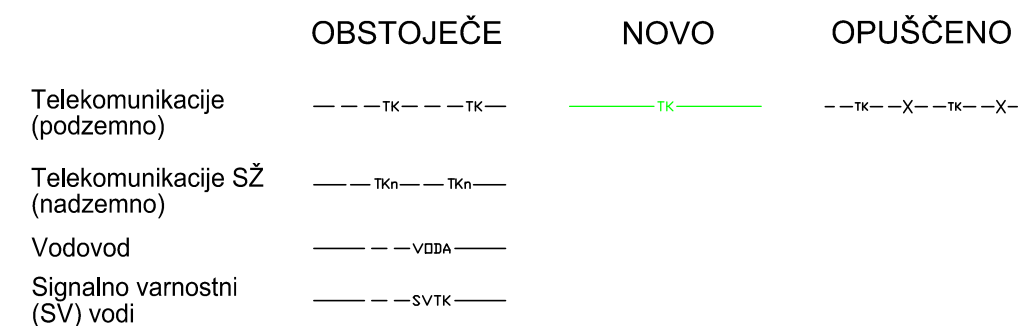 OBSTOJEČE NOVO OPUŠČENO
Telekomunikacije
(podzemno)
TK TK TK TK X TK X
Telekomunikacije SŽ
(nadzemno)
TKn TKn
Vodovod
VODA
Signalno varnostni
(SV) vodi
SVTK